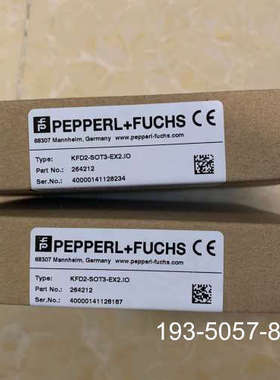 PEPPERL+FUCHS CE
68307 Mannheim, Germany www.pepperl-fuchs.com
Type: KFD2-SOT3-EX2.IO
Part No.: 264212
Ser.No.: 40000141128234
PEPPERL+FUCHS CE
68307 Mannheim, Germany www.pepperl-fuchs.com
Type: KFD2-SOT3-EX2.IO
Part No.: 264212
Ser.No.: 40000141126167
193-5057-8